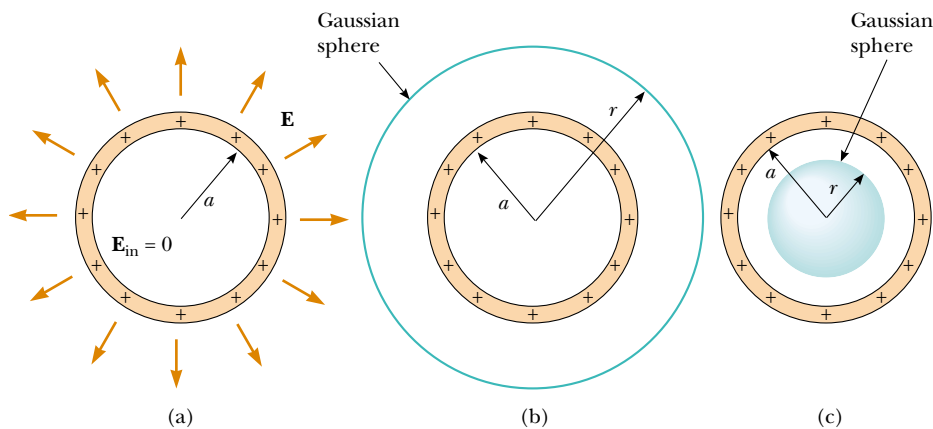 Gaussian
sphere
Gaussian
sphere
E
a
E_in = 0
+ + + + + + + + + + + +
r
a
+ + + + + + + + + + + +
a
r
+ + + + + + + + + + + +
(a)
(b)
(c)